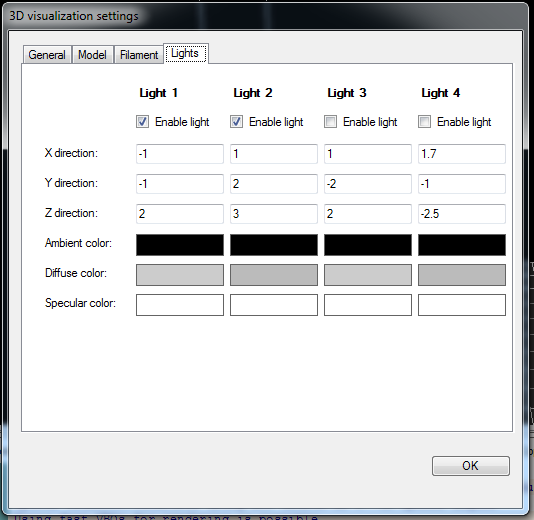 3D visualization settings
General Model Filament Lights
Light 1 Light 2 Light 3 Light 4
Enable light Enable light Enable light Enable light
X direction: -1 1 1 1.7
Y direction: -1 2 -2 -1
Z direction: 2 3 2 -2.5
Ambient color:
Diffuse color:
Specular color:
OK
Using fast VBOs for rendering is possible